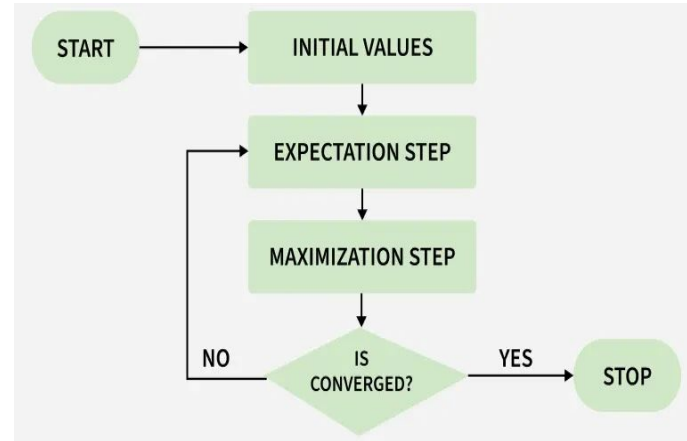 START
INITIAL VALUES
EXPECTATION STEP
MAXIMIZATION STEP
IS
CONVERGED?
NO
YES
STOP